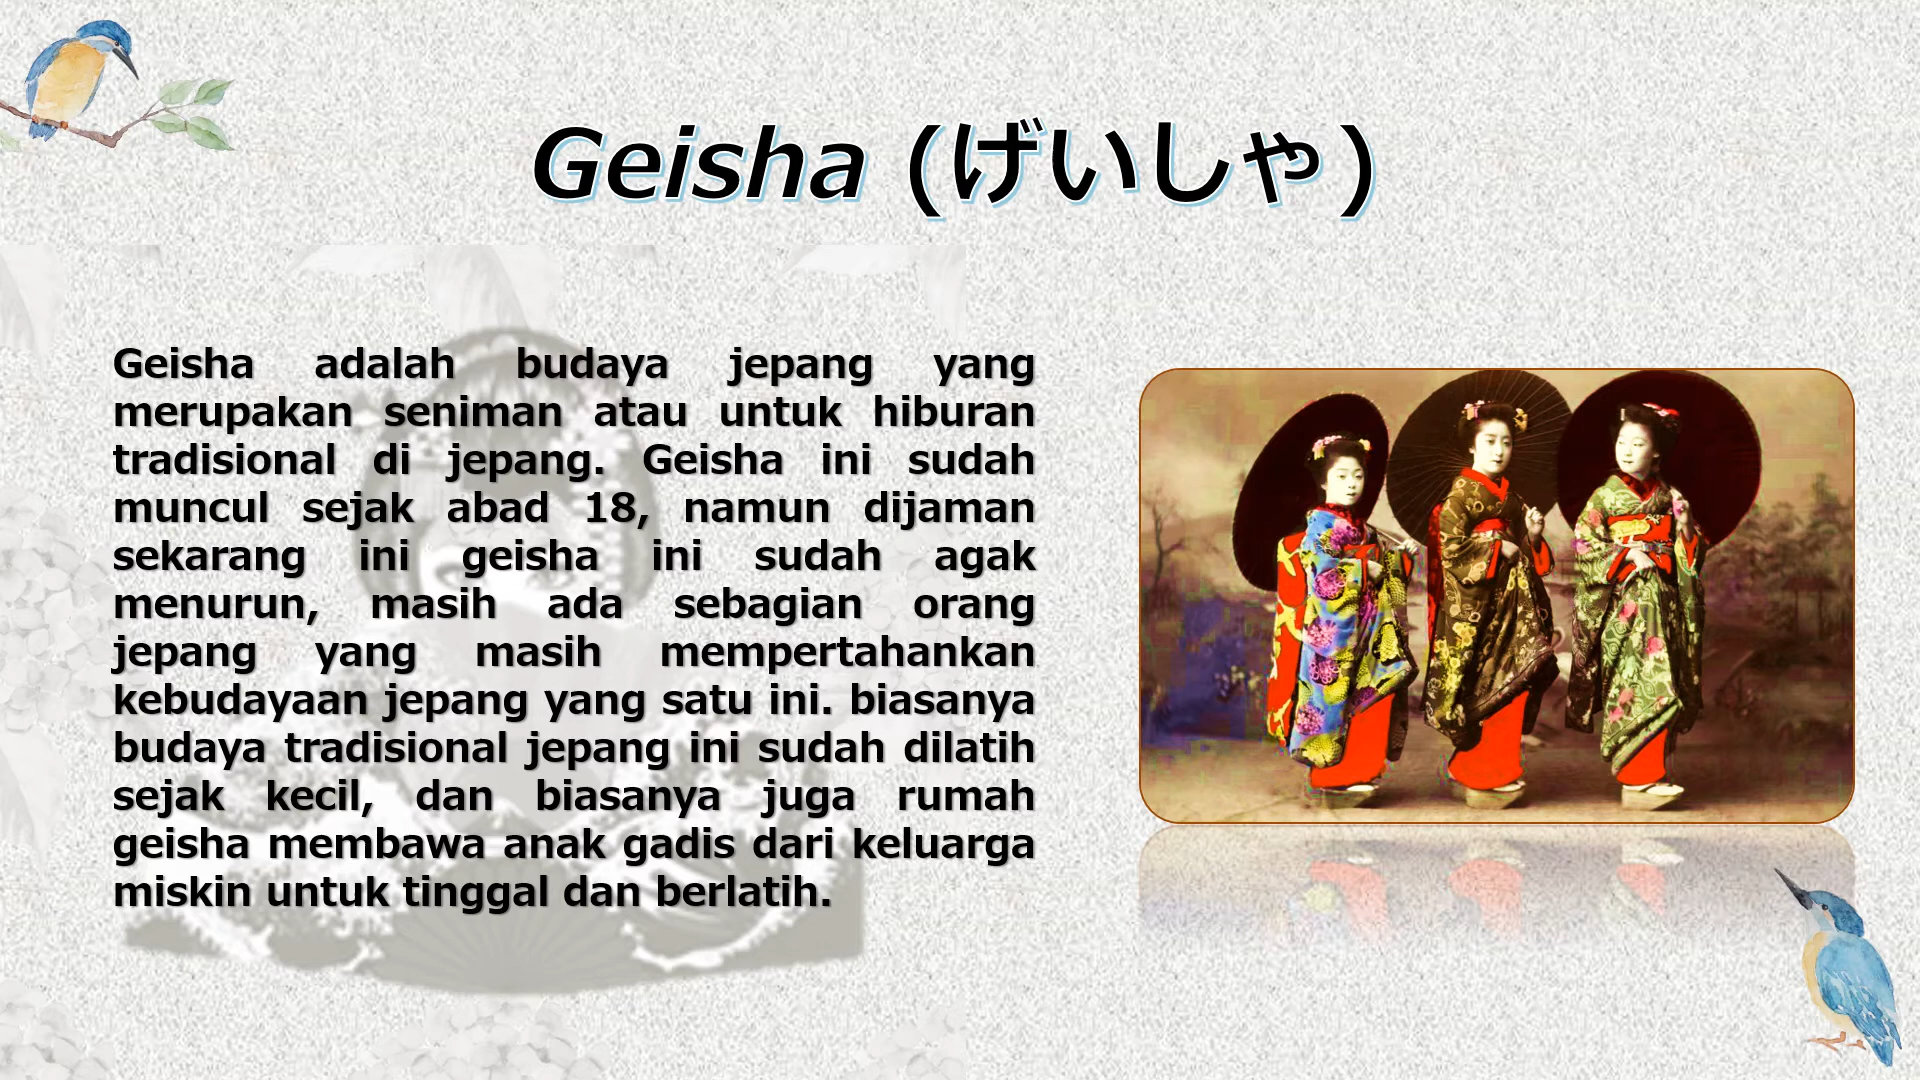 Geisha (げいしゃ)
Geisha adalah budaya jepang yang
merupakan seniman atau untuk hiburan
tradisional di jepang. Geisha ini sudah
muncul sejak abad 18, namun dijaman
sekarang ini geisha ini sudah agak
menurun, masih ada sebagian orang
jepang yang masih mempertahankan
kebudayaan jepang yang satu ini. biasanya
budaya tradisional jepang ini sudah dilatih
sejak kecil, dan biasanya juga rumah
geisha membawa anak gadis dari keluarga
miskin untuk tinggal dan berlatih.